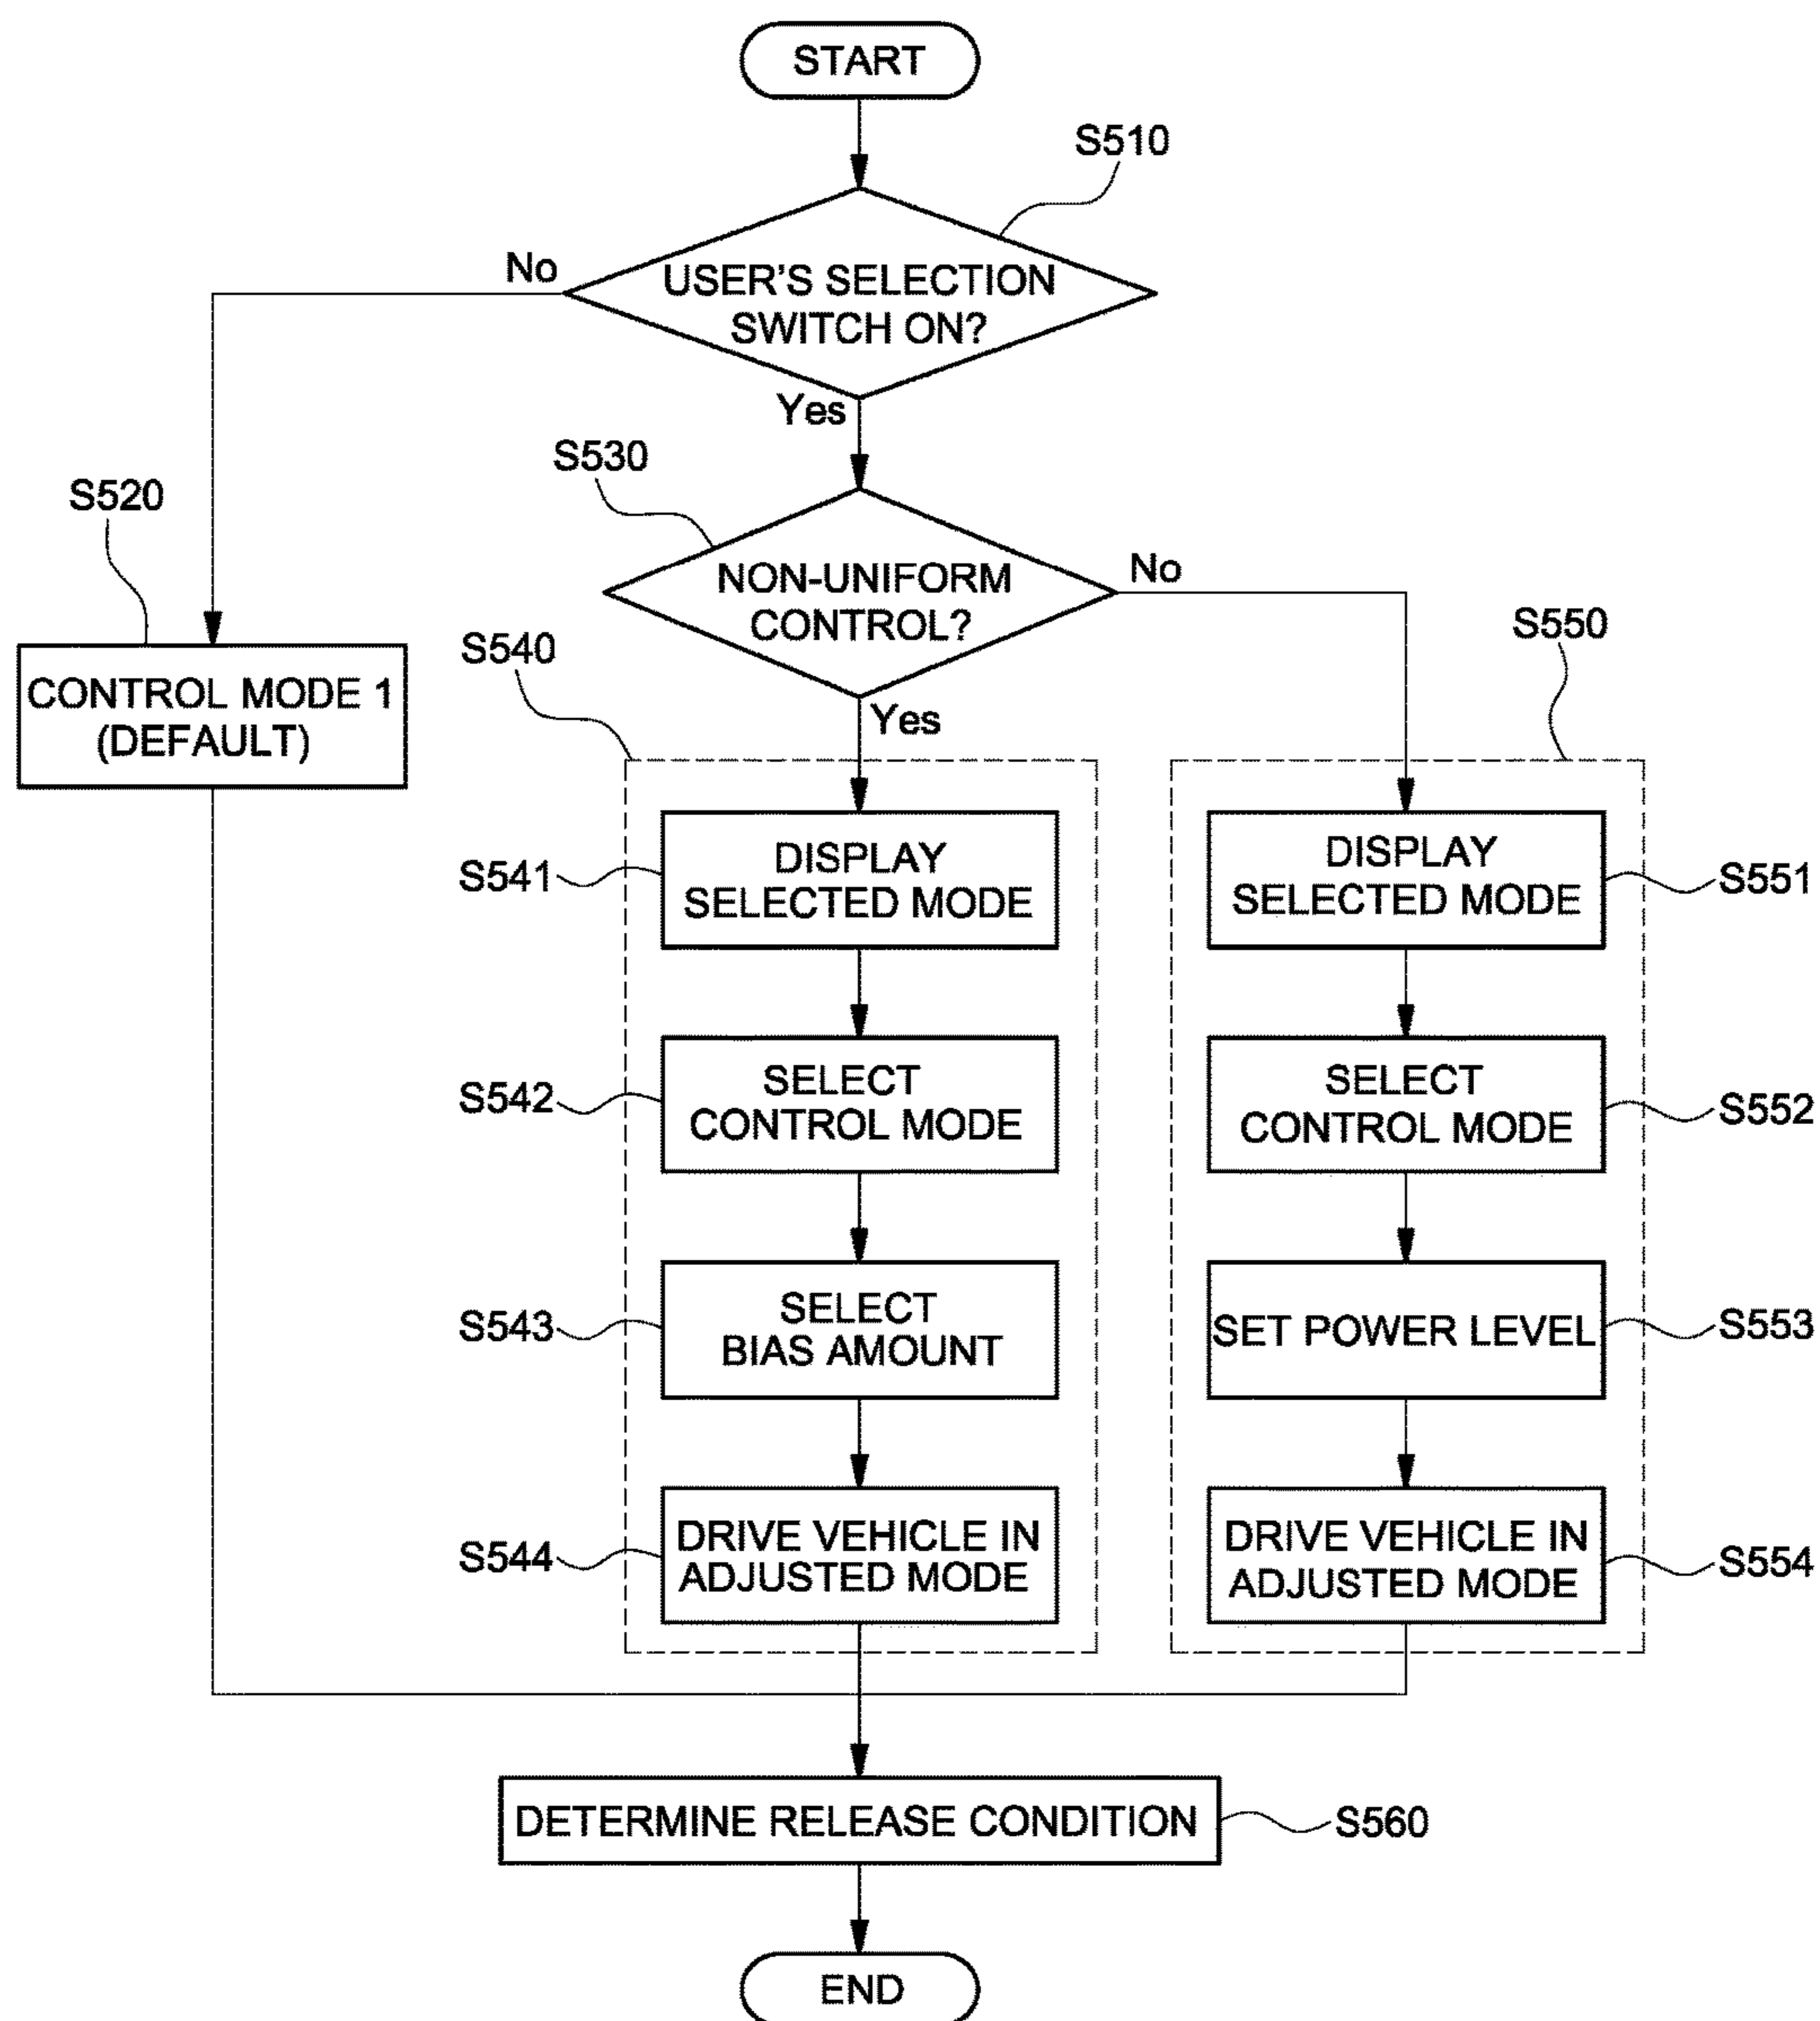 START
S510
No
USER'S SELECTION
SWITCH ON?
Yes
S530
S520
NON-UNIFORM
CONTROL?
No
S550
S540
CONTROL MODE 1
(DEFAULT)
Yes
DISPLAY
SELECTED MODE
S541
DISPLAY
SELECTED MODE
S551
SELECT
CONTROL MODE
S542
SELECT
CONTROL MODE
S552
SELECT
BIAS AMOUNT
S543
SET POWER LEVEL
S553
DRIVE VEHICLE IN
ADJUSTED MODE
S544
DRIVE VEHICLE IN
ADJUSTED MODE
S554
DETERMINE RELEASE CONDITION
S560
END